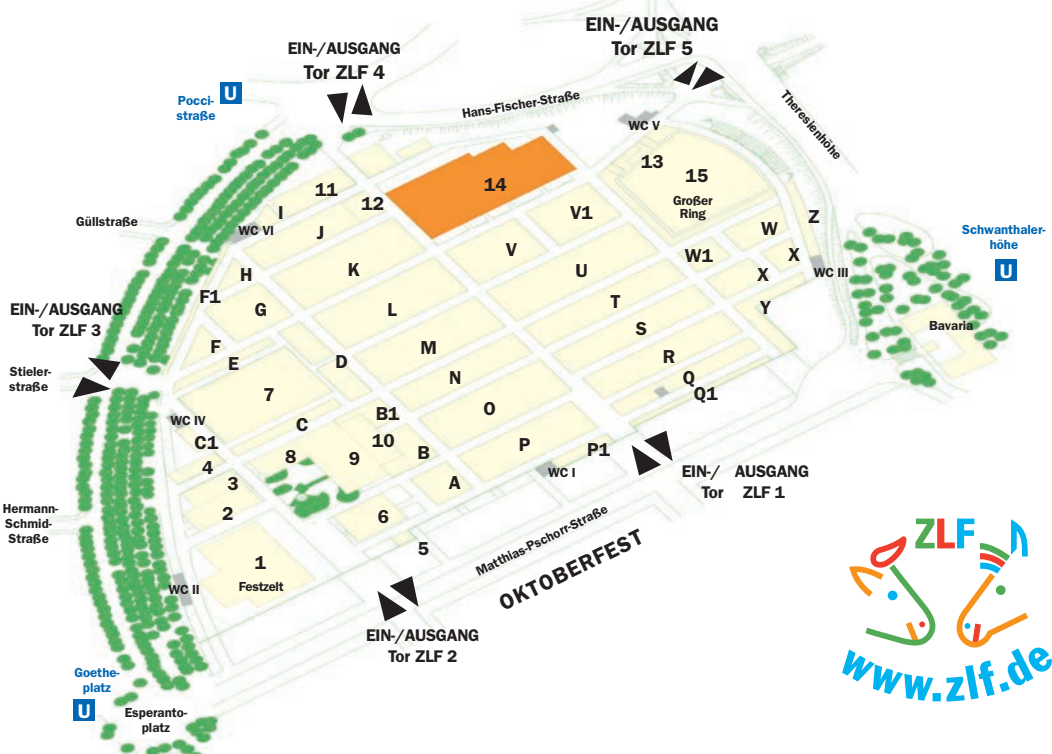 EIN-/AUSGANG
Tor ZLF 5
EIN-/AUSGANG
Tor ZLF 4
U
Pocci-
straße
Hans-Fischer-Straße
Theresienhöhe
WC V
13
15
Großer
Ring
14
11
12
I
J
WC VI
Güllstraße
V1
Z
W
Schwanthaler-
höhe
U
V
W1
X
X
WC III
K
U
H
F1
G
L
T
Y
EIN-/AUSGANG
Tor ZLF 3
S
Bavaria
F
E
D
M
R
Stieler-
straße
N
Q
Q1
7
O
B1
C
WC IV
C1
10
B
P
P1
8
9
4
WC I
EIN-/ AUSGANG
Tor ZLF 1
3
A
2
6
Hermann-
Schmid-
Straße
5
Matthias-Pschorr-Straße
OKTOBERFEST
1
Festzelt
WC II
EIN-/AUSGANG
Tor ZLF 2
Goethe-
platz
U
Esperanto-
platz
ZLF
www.zlf.de